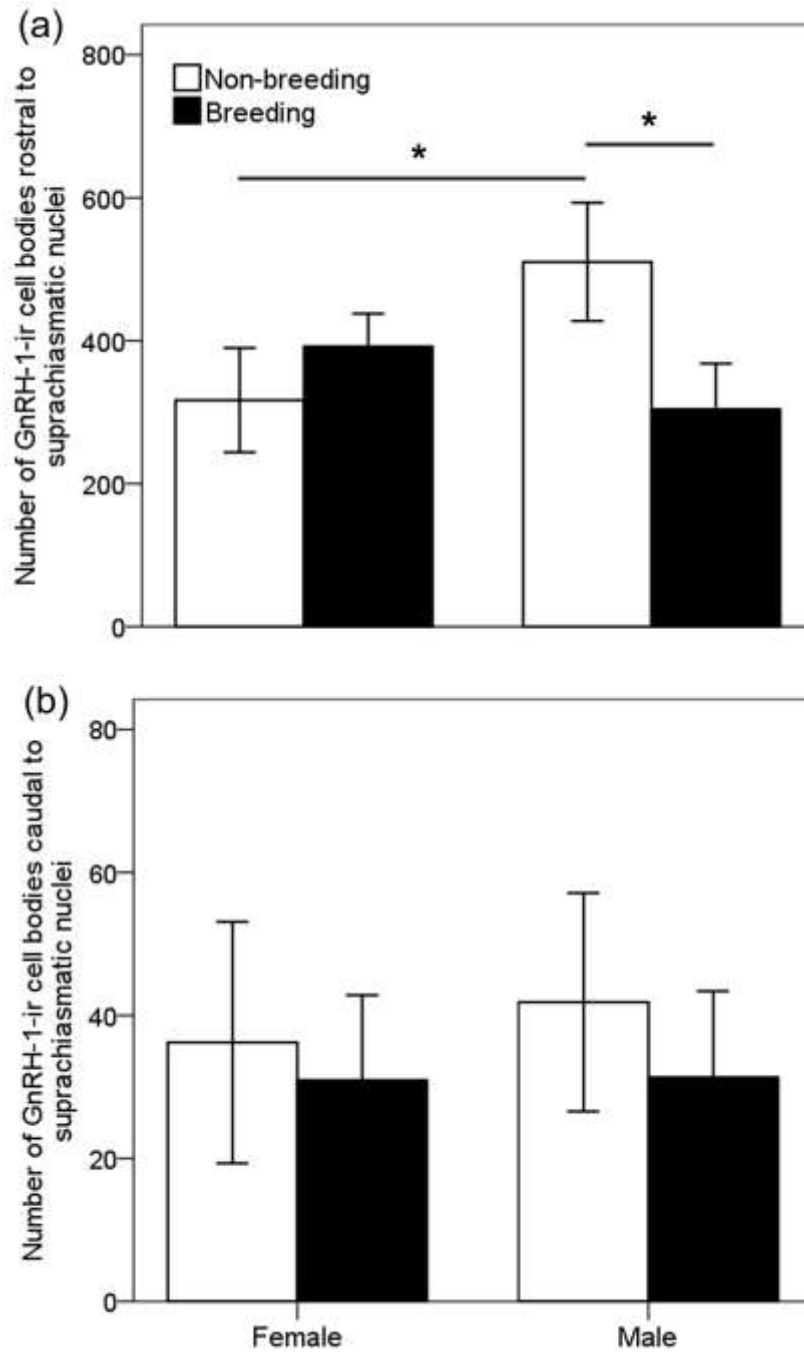 (a)
Number of GnRH-1-ir cell bodies rostral to
suprachiasmatic nuclei
800
600
400
200
0
Non-breeding
Breeding
*
*
(b)
Number of GnRH-1-ir cell bodies caudal to
suprachiasmatic nuclei
80
60
40
20
0
Female
Male